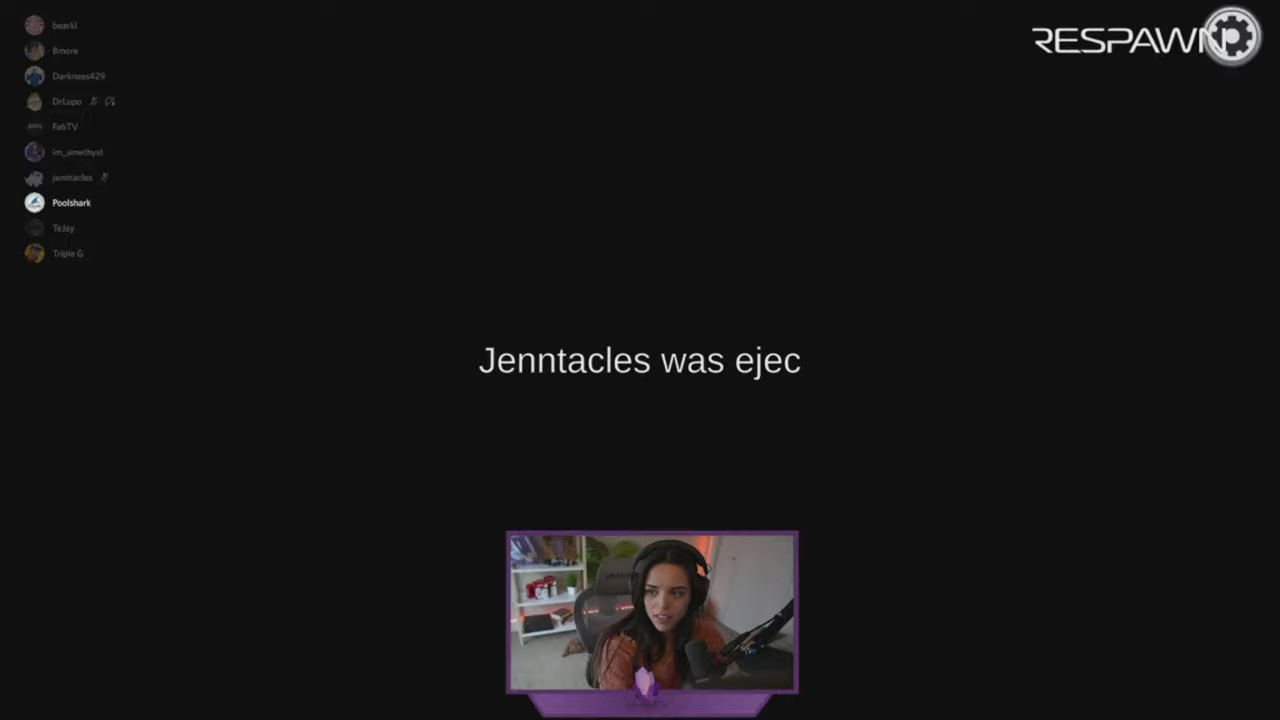 bearki
8more
Darkness429
DrLupo
FabTV
im_amethyst
jenntacles
Poolshark
TeJay
Triple G
RESPAWN
Jenntacles was ejec